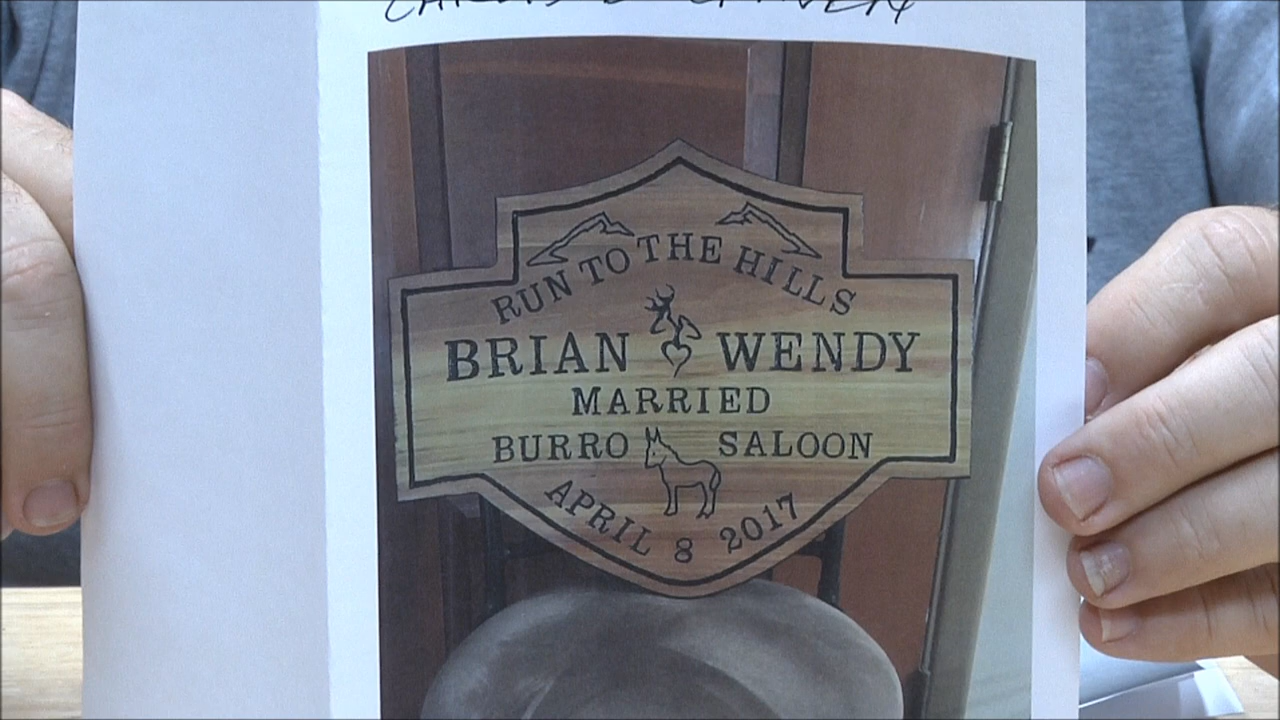 RUN TO THE HILLS
BRIAN WENDY
MARRIED
BURRO SALOON
APRIL 8 2017